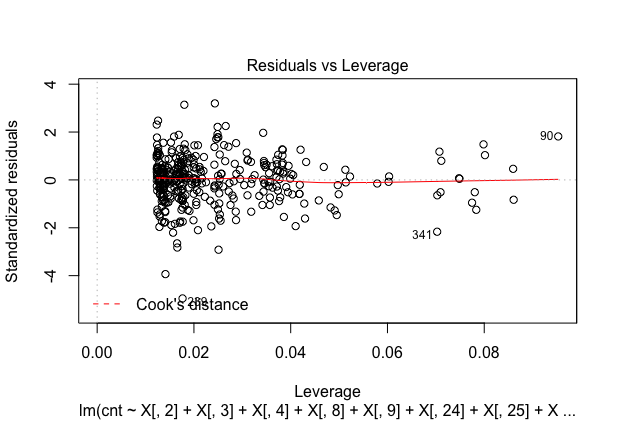 Residuals vs Leverage
Standardized residuals
4
2
0
-2
-4
90
341
289
Cook's distance
0.00 0.02 0.04 0.06 0.08
Leverage
lm(cnt ~ X[, 2] + X[, 3] + X[, 4] + X[, 8] + X[, 9] + X[, 24] + X[, 25] + X ...